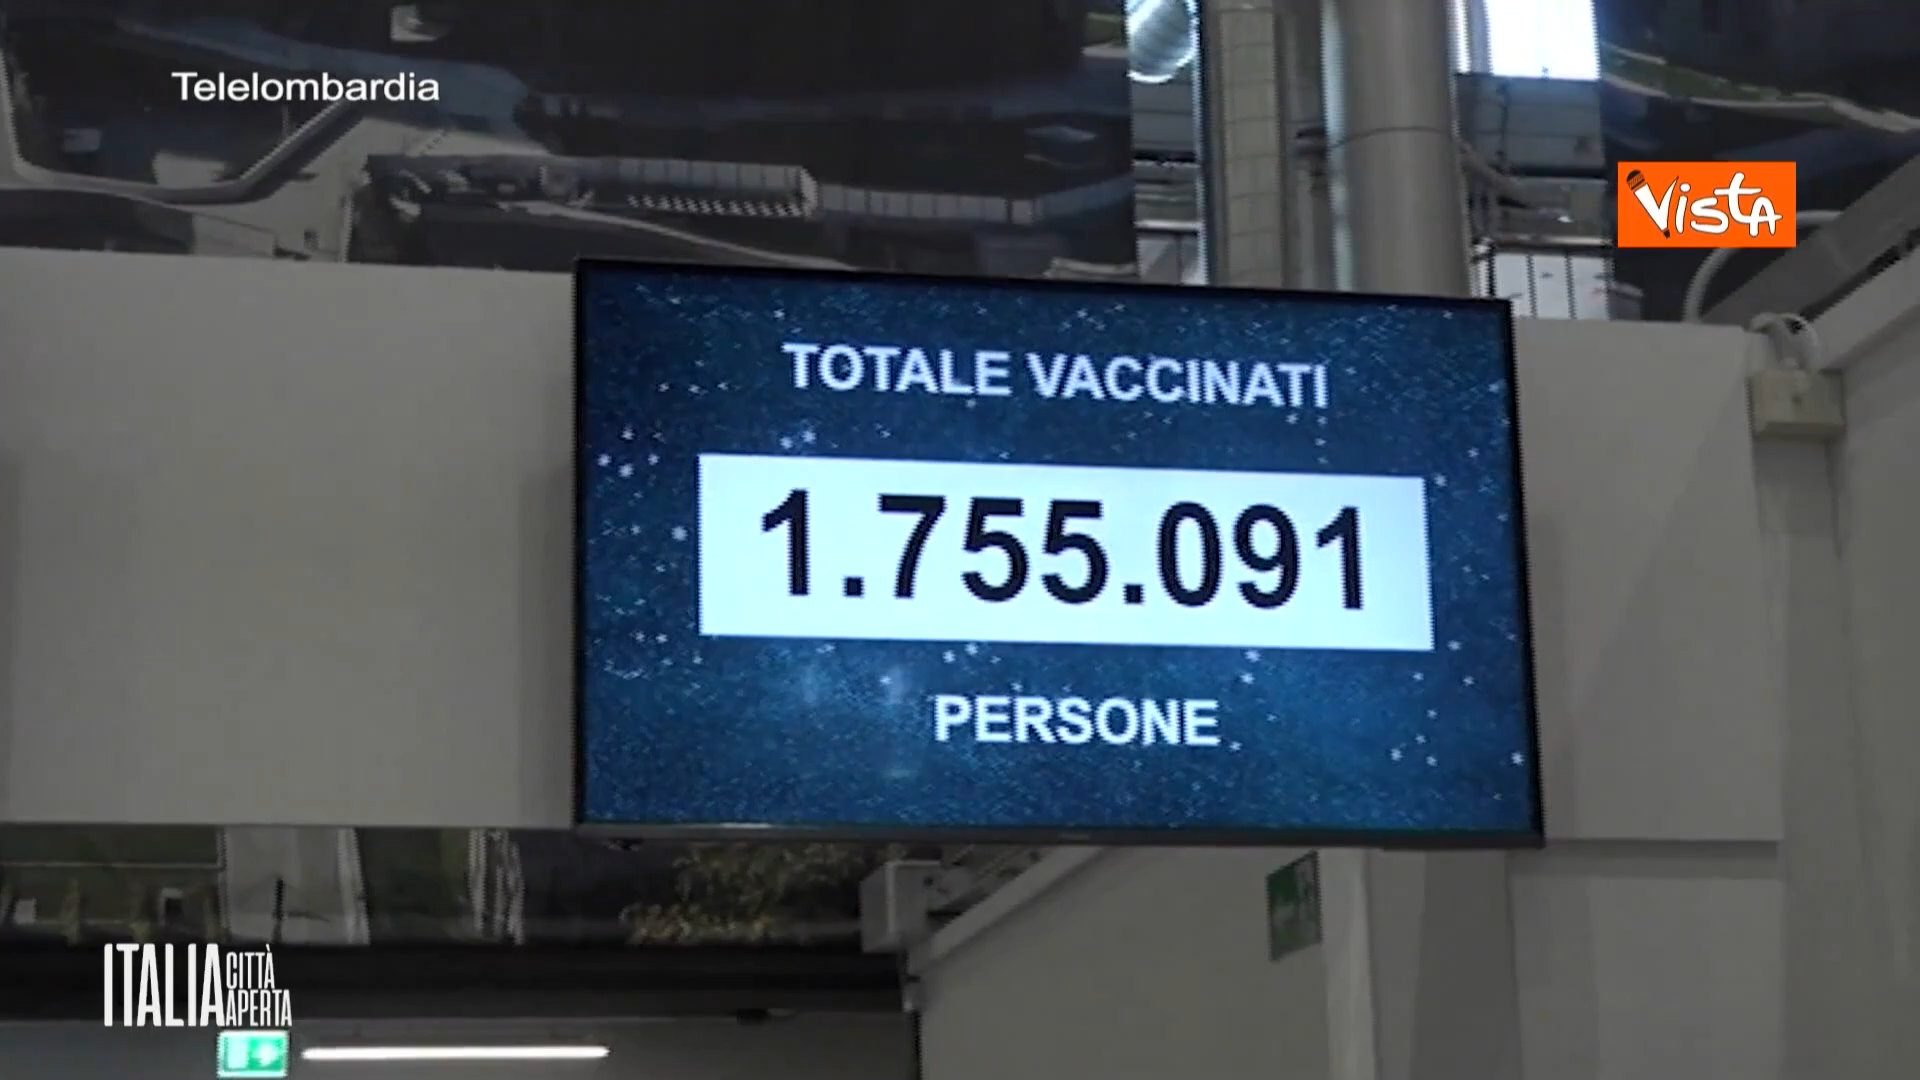 Telelombardia
Vista
TOTALE VACCINATI
1.755.091
PERSONE
ITALIA CITTÀ
APERTA